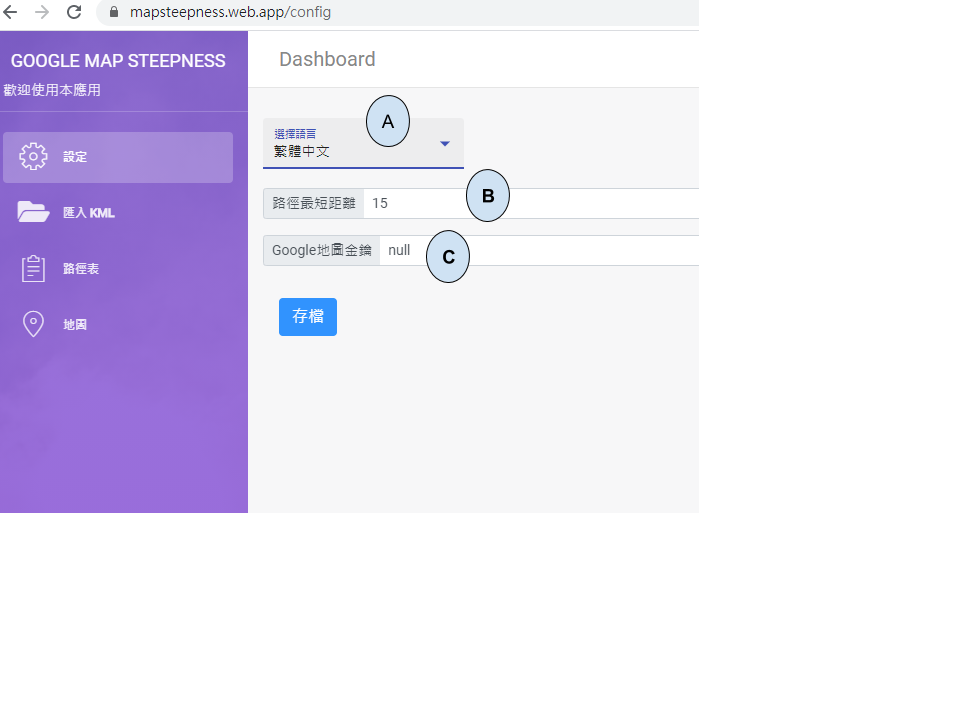 mapsteepness.web.app/config
GOOGLE MAP STEEPNESS
Dashboard
歡迎使用本應用
設定
匯入 KML
路徑表
地圖
A
選擇語言
繁體中文
B
路徑最短距離 15
C
Google地圖金鑰 null
存檔